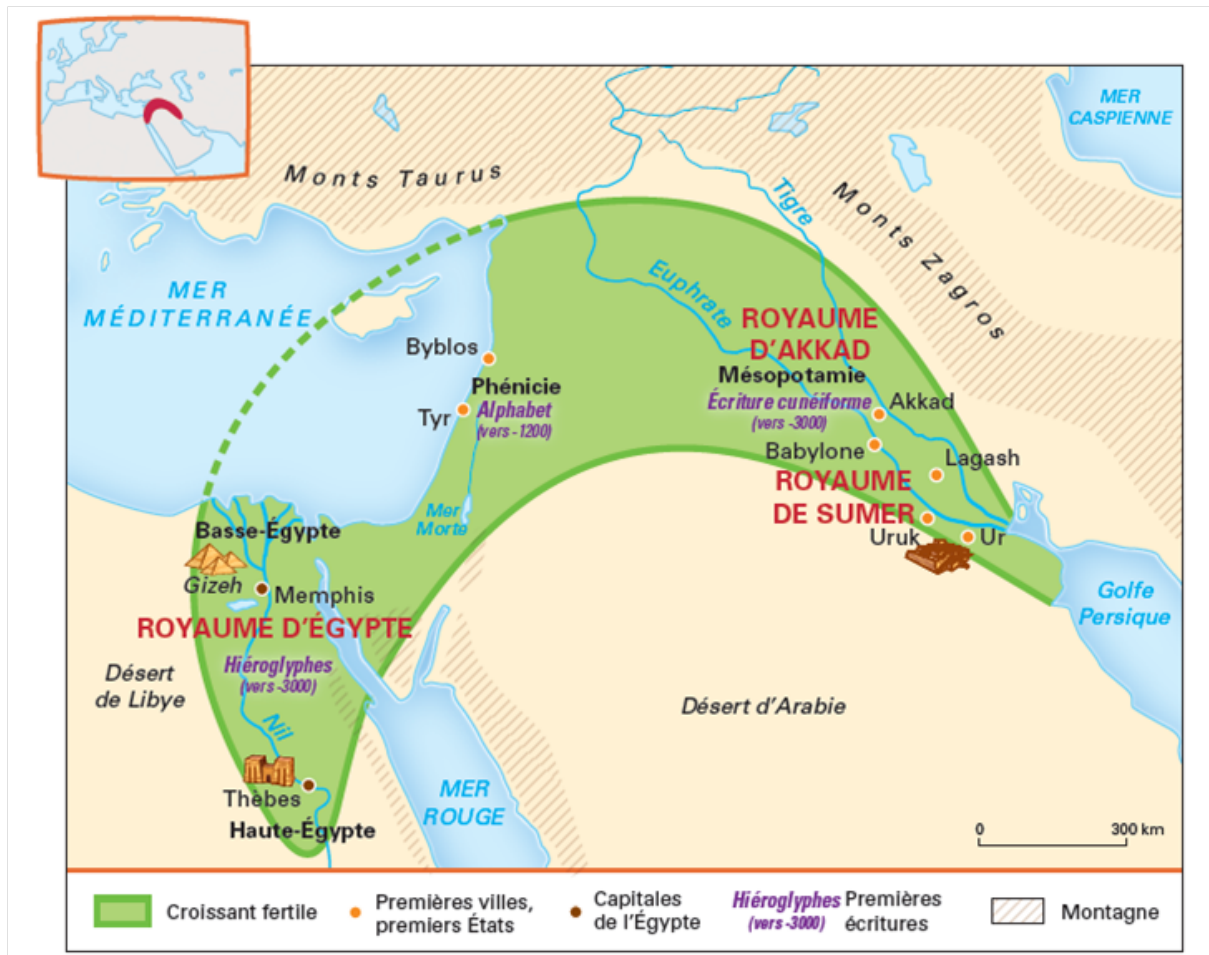 MER
CASPIENNE
Monts Taurus
Tigre
Monts Zagros
MER
MÉDITERRANÉE
Euphrate
ROYAUME
D'AKKAD
Byblos
Mésopotamie
Phénicie
Écriture cunéiforme
(vers -3000)
Akkad
Tyr
Alphabet
(vers -1200)
Babylone
Lagash
ROYAUME
DE SUMER
Mer
Morte
Basse-Égypte
Uruk
Ur
Gizeh
Memphis
Golfe
Persique
ROYAUME D'ÉGYPTE
Hiéroglyphes
(vers -3000)
Désert
de Libye
Désert d'Arabie
Nil
MER
ROUGE
Thèbes
Haute-Égypte
0 300 km
Croissant fertile
Premières villes,
premiers États
Capitales
de l'Égypte
Hiéroglyphes
(vers -3000)
Premières
écritures
Montagne